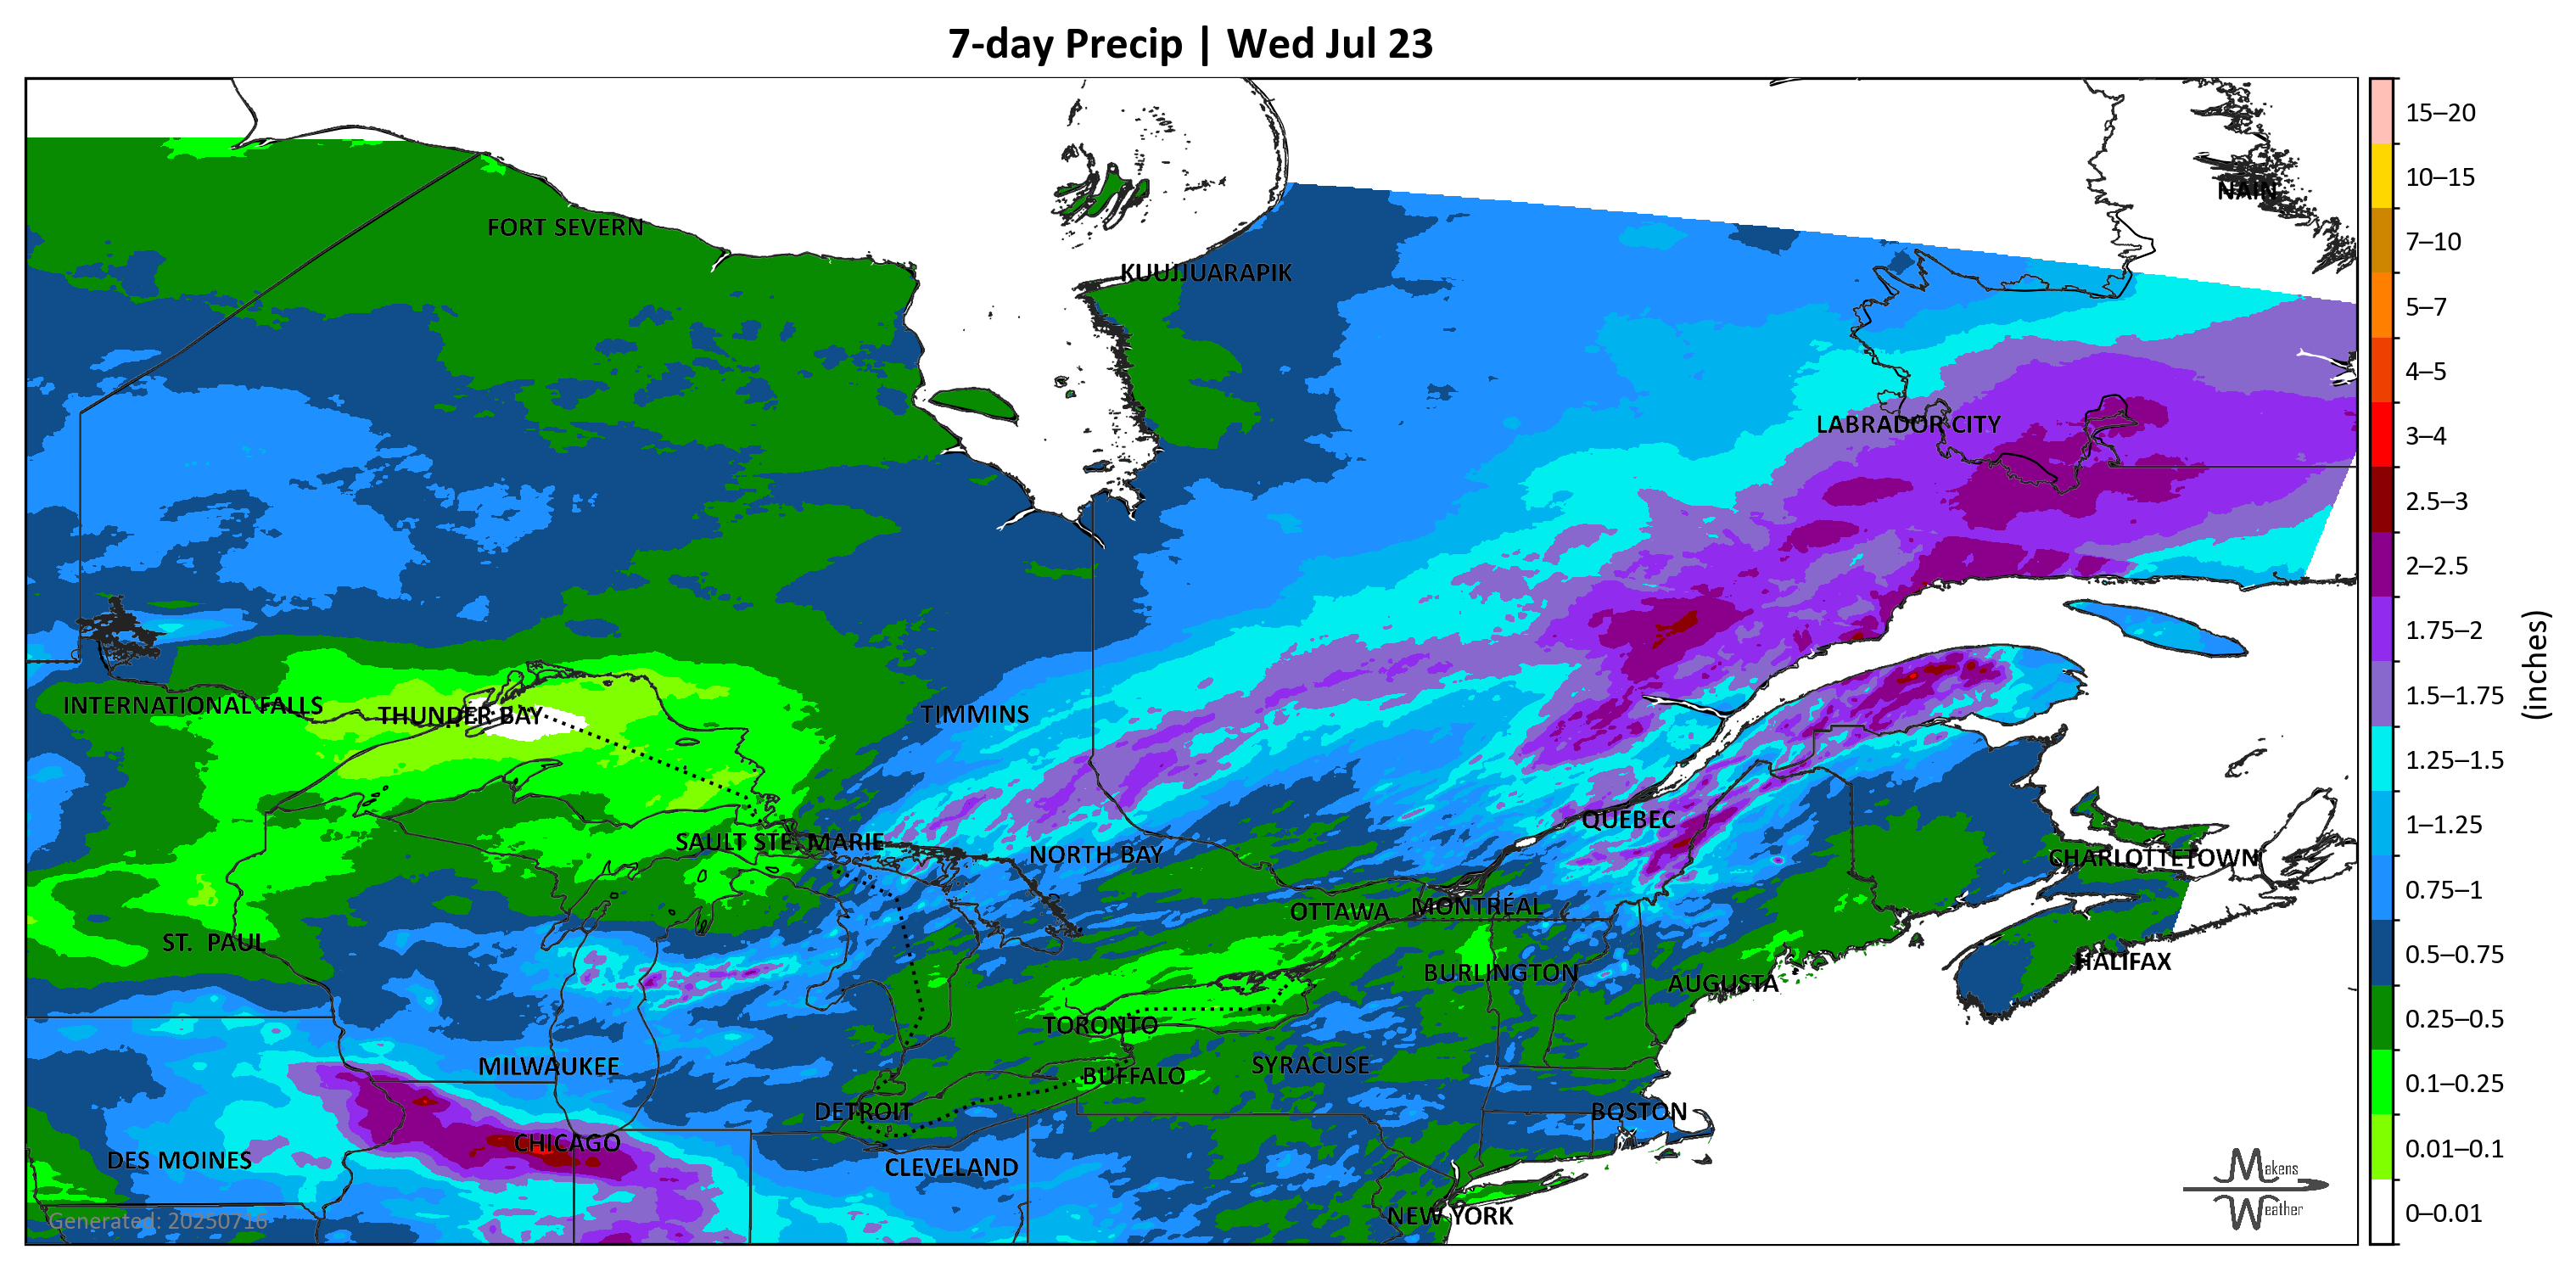 7-day Precip | Wed Jul 23
NAIN
FORT SEVERN
KUUJJUARAPIK
LABRADOR CITY
INTERNATIONAL FALLS
THUNDER BAY
TIMMINS
SAULT STE. MARIE
NORTH BAY
QUEBEC
CHARLOTTETOWN
OTTAWA
MONTREAL
ST. PAUL
HALIFAX
BURLINGTON
AUGUSTA
TORONTO
MILWAUKEE
SYRACUSE
BUFFALO
DETROIT
BOSTON
CHICAGO
DES MOINES
CLEVELAND
NEW YORK
Generated: 20250716
Makens
Weather
15–20
10–15
7–10
5–7
4–5
3–4
2.5–3
2–2.5
1.75–2
1.5–1.75
1.25–1.5
1–1.25
0.75–1
0.5–0.75
0.25–0.5
0.1–0.25
0.01–0.1
0–0.01
(inches)